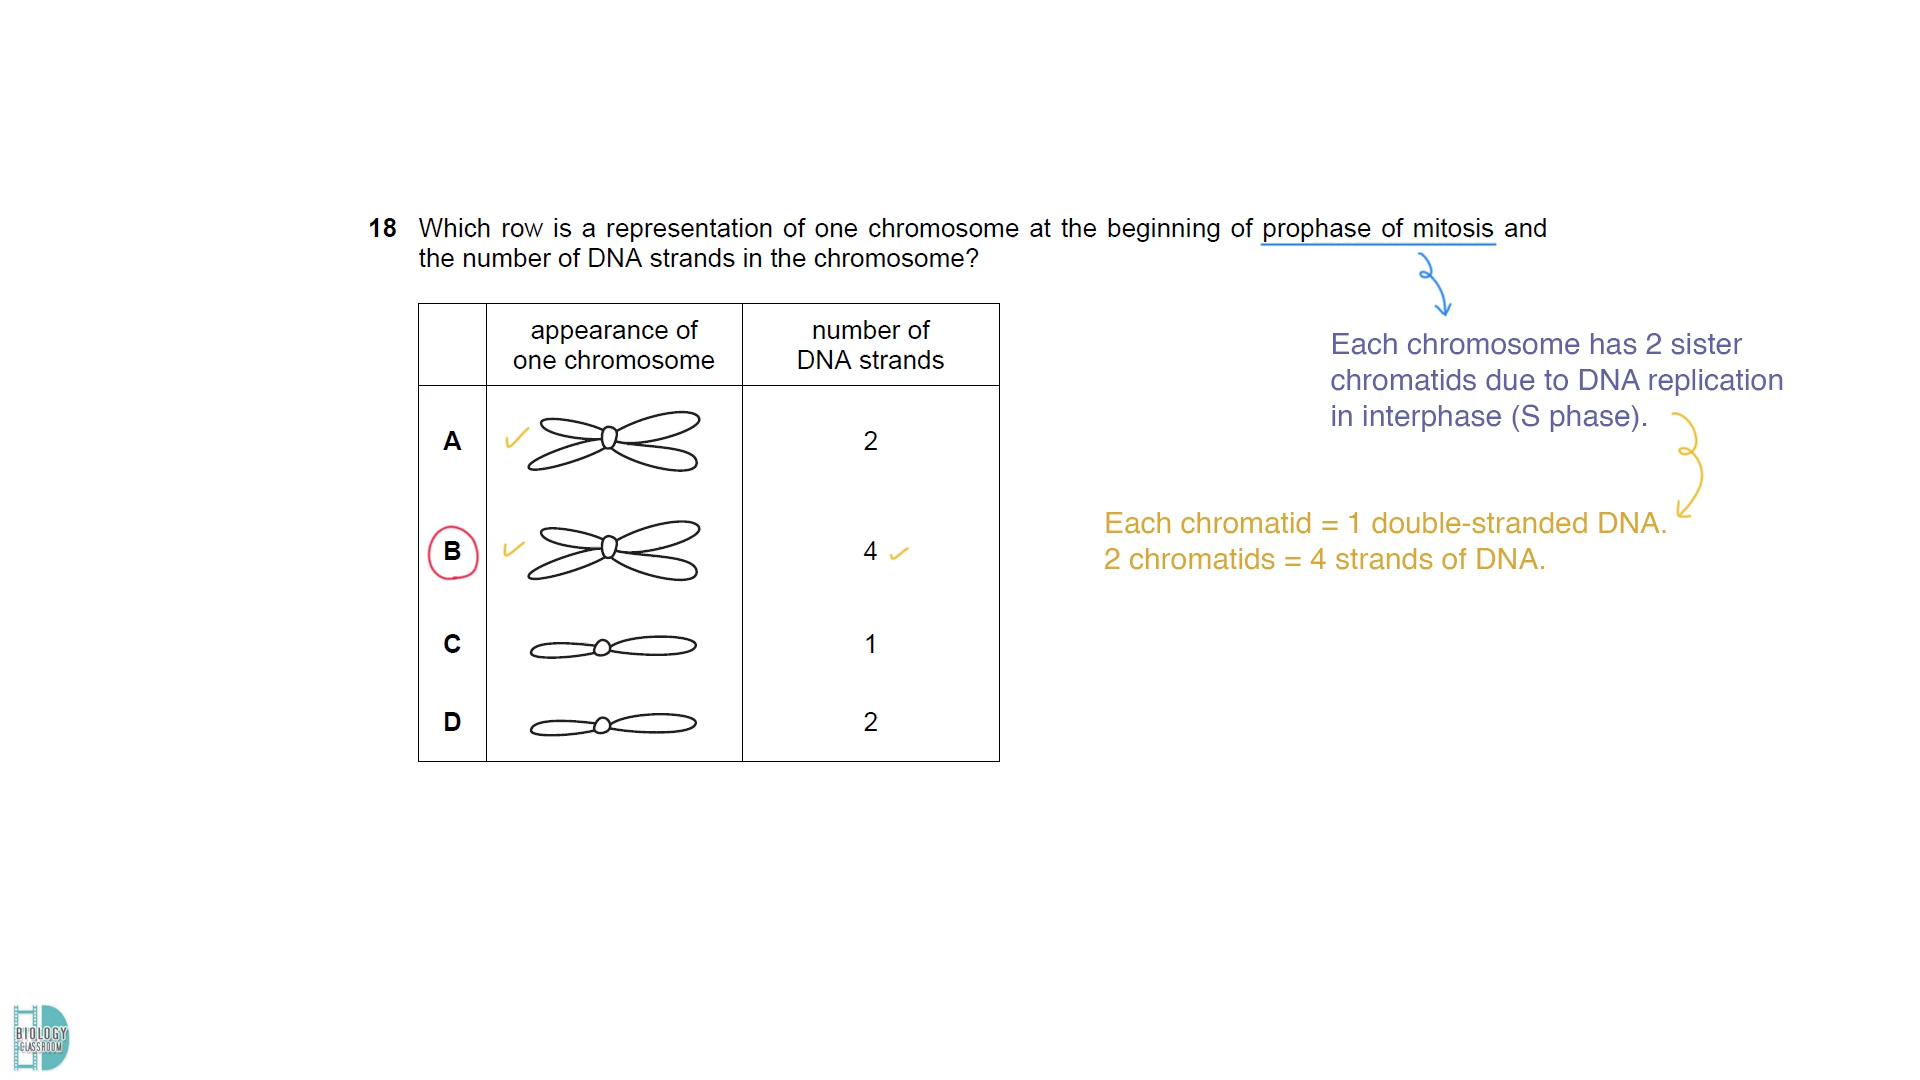 18 Which row is a representation of one chromosome at the beginning of prophase of mitosis and
the number of DNA strands in the chromosome?
appearance of
one chromosome
number of
DNA strands
A 2
B 4
C 1
D 2
Each chromosome has 2 sister
chromatids due to DNA replication
in interphase (S phase).
Each chromatid = 1 double-stranded DNA.
2 chromatids = 4 strands of DNA.
BIOLOGY
CLASSROOM